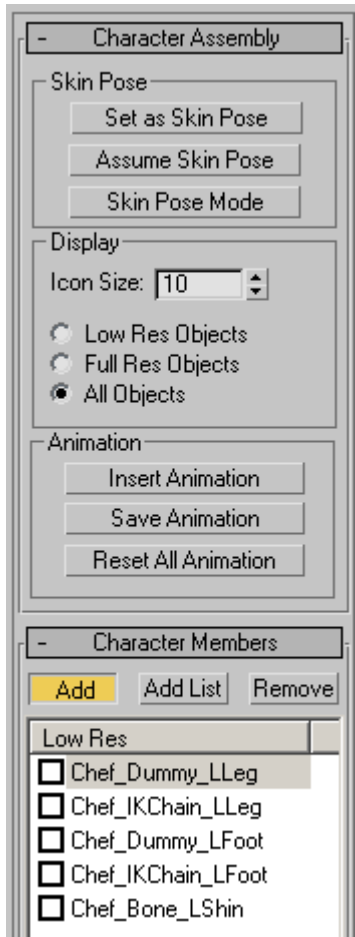 - Character Assembly
Skin Pose
Set as Skin Pose
Assume Skin Pose
Skin Pose Mode
Display
Icon Size: 10
Low Res Objects
Full Res Objects
All Objects
Animation
Insert Animation
Save Animation
Reset All Animation
- Character Members
Add Add List Remove
Low Res
Chef_Dummy_LLeg
Chef_IKChain_LLeg
Chef_Dummy_LFoot
Chef_IKChain_LFoot
Chef_Bone_LShin